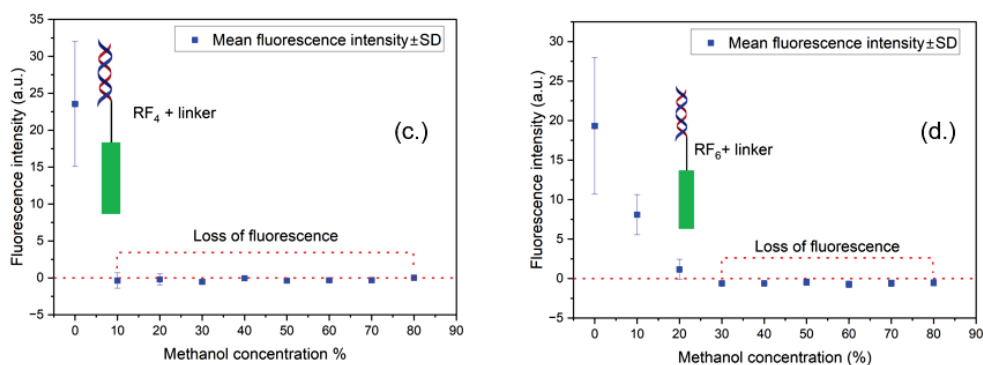 35
30
25
20
15
10
5
0
−5
Fluorescence intensity (a.u.)
Mean fluorescence intensity±SD
RF4 + linker
(c.)
Loss of fluorescence
0 10 20 30 40 50 60 70 80 90
Methanol concentration %
30
25
20
15
10
5
0
−5
Fluorescence intensity (a.u.)
Mean fluorescence intensity±SD
(d.)
RF6+ linker
Loss of fluorescence
0 10 20 30 40 50 60 70 80 90
Methanol concentration (%)